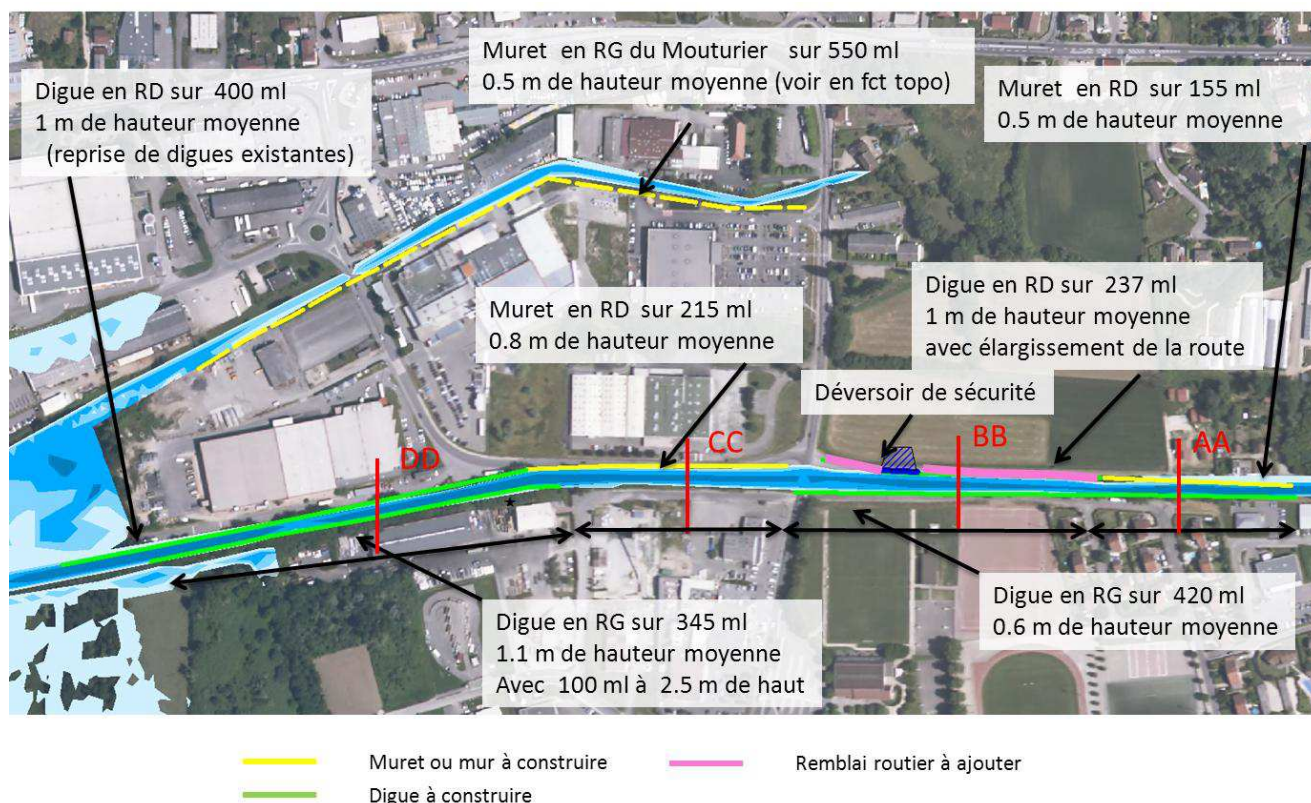 Muret en RG du Mouturier sur 550 ml
0.5 m de hauteur moyenne (voir en fct topo)
Digue en RD sur 400 ml
1 m de hauteur moyenne
(reprise de digues existantes)
Muret en RD sur 155 ml
0.5 m de hauteur moyenne
Muret en RD sur 215 ml
0.8 m de hauteur moyenne
Digue en RD sur 237 ml
1 m de hauteur moyenne
avec élargissement de la route
Déversoir de sécurité
DD
CC
BB
AA
*
Digue en RG sur 345 ml
1.1 m de hauteur moyenne
Avec 100 ml à 2.5 m de haut
Digue en RG sur 420 ml
0.6 m de hauteur moyenne
Muret ou mur à construire
Remblai routier à ajouter
Digue à construire